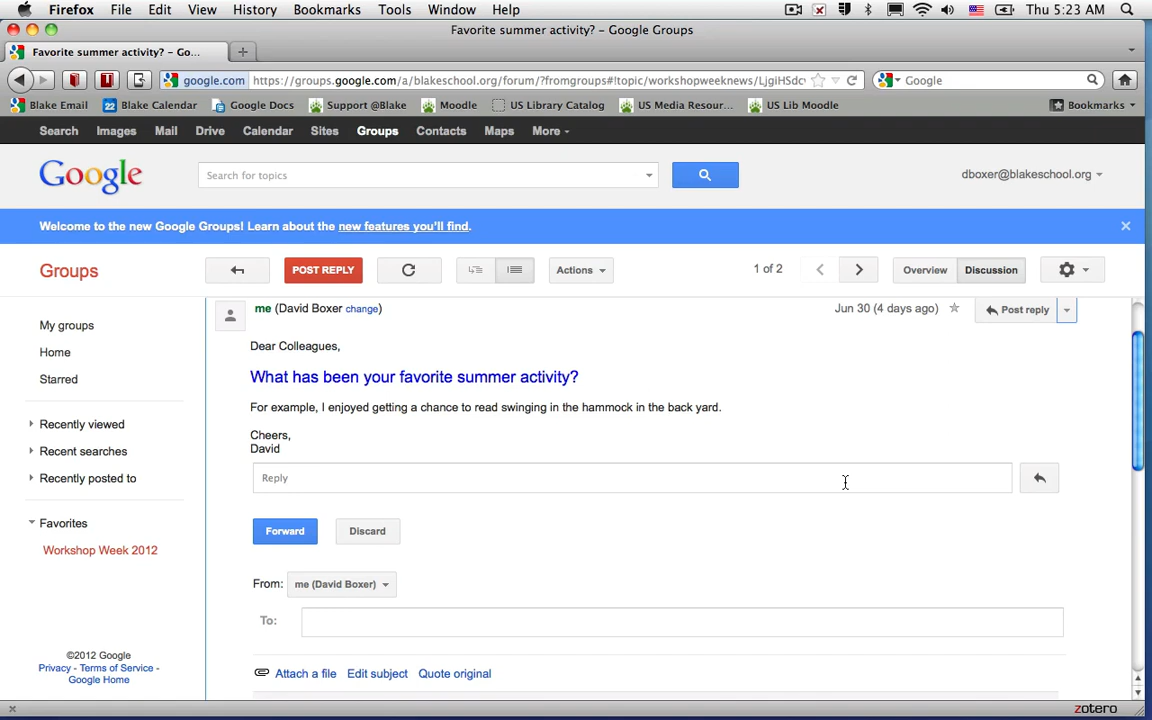 Firefox File Edit View History Bookmarks Tools Window Help Thu 5:23 AM
Favorite summer activity? - Google Groups
Favorite summer activity? - Go...
google.com https://groups.google.com/a/blakeschool.org/forum/?fromgroups#!topic/workshopweeknews/LjgiHSdc Google
Blake Email Blake Calendar Google Docs Support @Blake Moodle US Library Catalog US Media Resour... US Lib Moodle Bookmarks
Search Images Mail Drive Calendar Sites Groups Contacts Maps More
Google Search for topics dboxer@blakeschool.org
Welcome to the new Google Groups! Learn about the new features you'll find.
Groups POST REPLY Actions 1 of 2 Overview Discussion
me (David Boxer change) Jun 30 (4 days ago) Post reply
My groups
Home
Starred
Recently viewed
Recent searches
Recently posted to
Favorites
Workshop Week 2012
©2012 Google
Privacy - Terms of Service -
Google Home
Dear Colleagues,
What has been your favorite summer activity?
For example, I enjoyed getting a chance to read swinging in the hammock in the back yard.
Cheers,
David
Reply
Forward Discard
From: me (David Boxer)
To:
Attach a file Edit subject Quote original
zotero